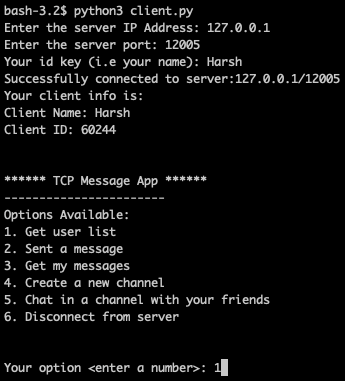 bash-3.2$ python3 client.py
Enter the server IP Address: 127.0.0.1
Enter the server port: 12005
Your id key (i.e your name): Harsh
Successfully connected to server:127.0.0.1/12005
Your client info is:
Client Name: Harsh
Client ID: 60244
****** TCP Message App ******
-----------------------
Options Available:
1. Get user list
2. Sent a message
3. Get my messages
4. Create a new channel
5. Chat in a channel with your friends
6. Disconnect from server
Your option <enter a number>: 1